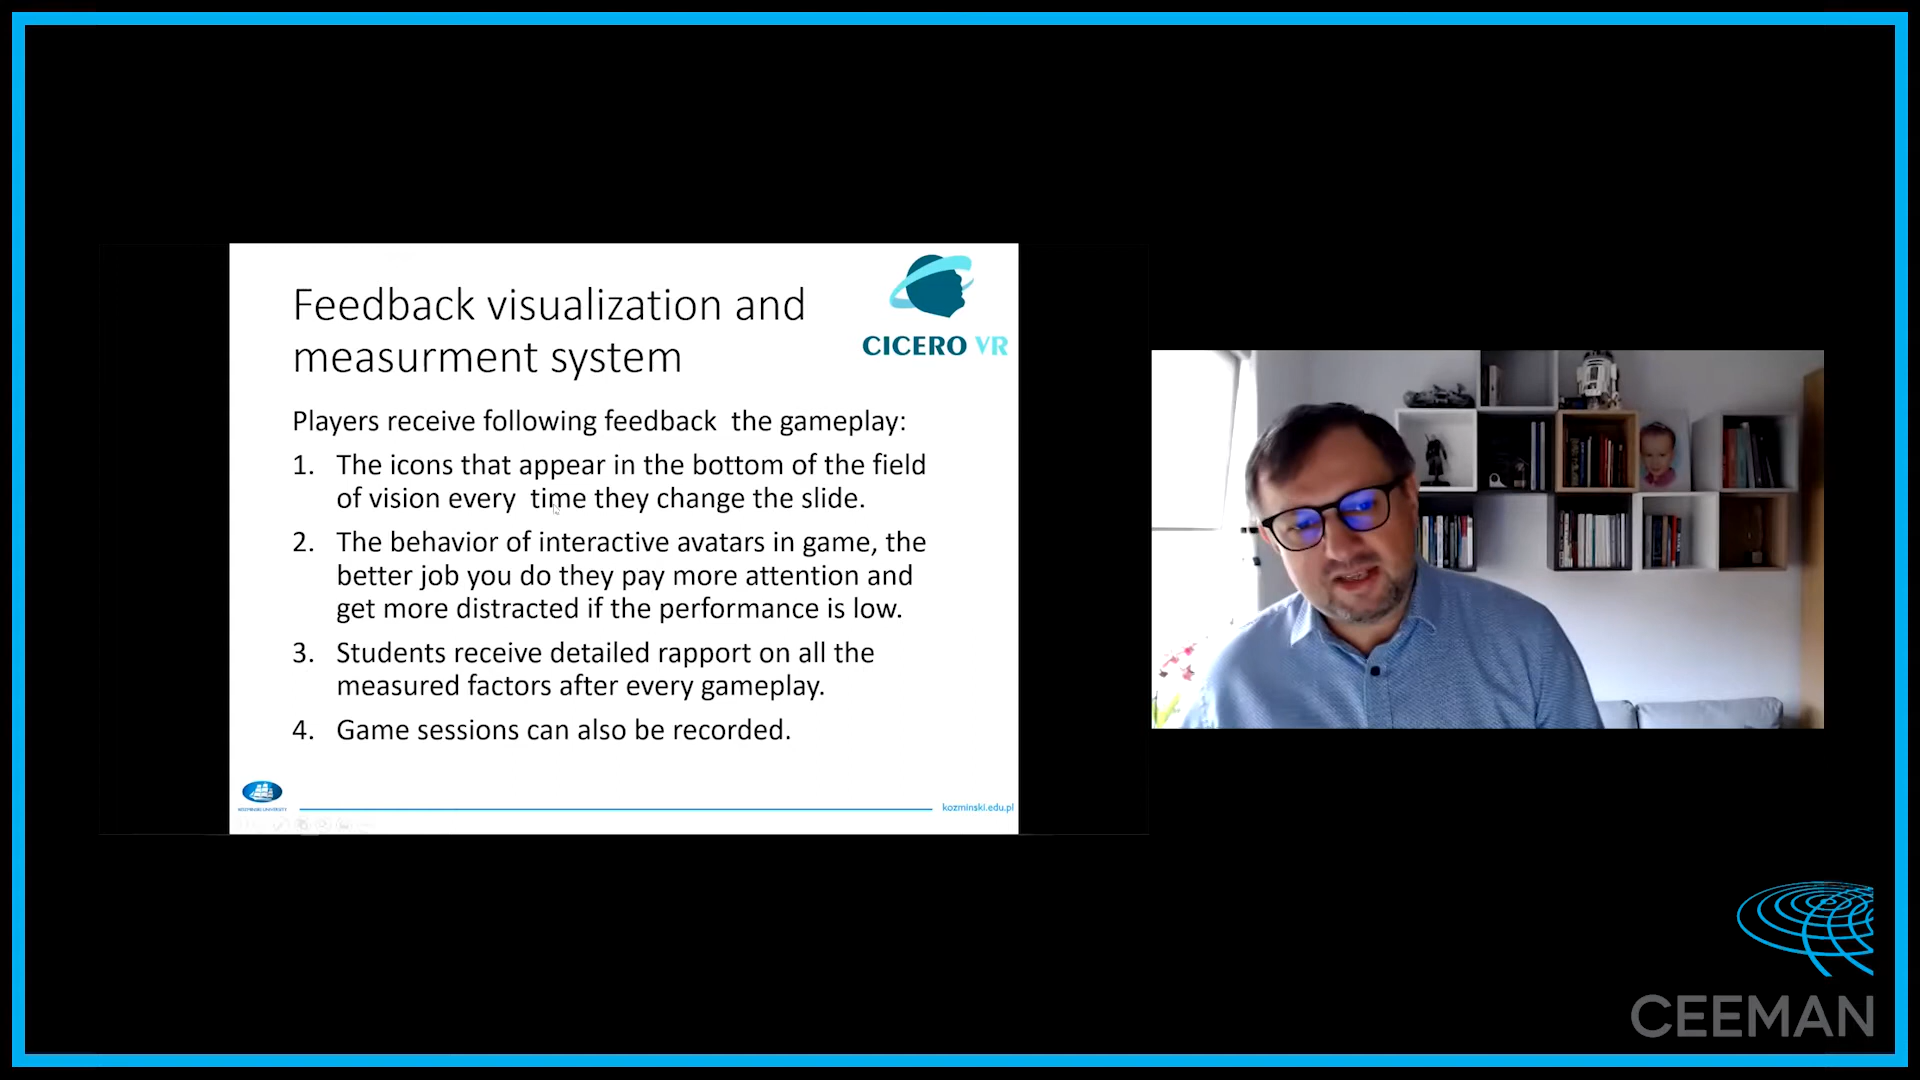 Feedback visualization and
measurment system
CICERO VR
Players receive following feedback  the gameplay:
1. The icons that appear in the bottom of the field
of vision every  time they change the slide.
2. The behavior of interactive avatars in game, the
better job you do they pay more attention and
get more distracted if the performance is low.
3. Students receive detailed rapport on all the
measured factors after every gameplay.
4. Game sessions can also be recorded.
KOZMINSKI UNIVERSITY
kozminski.edu.pl
CEEMAN